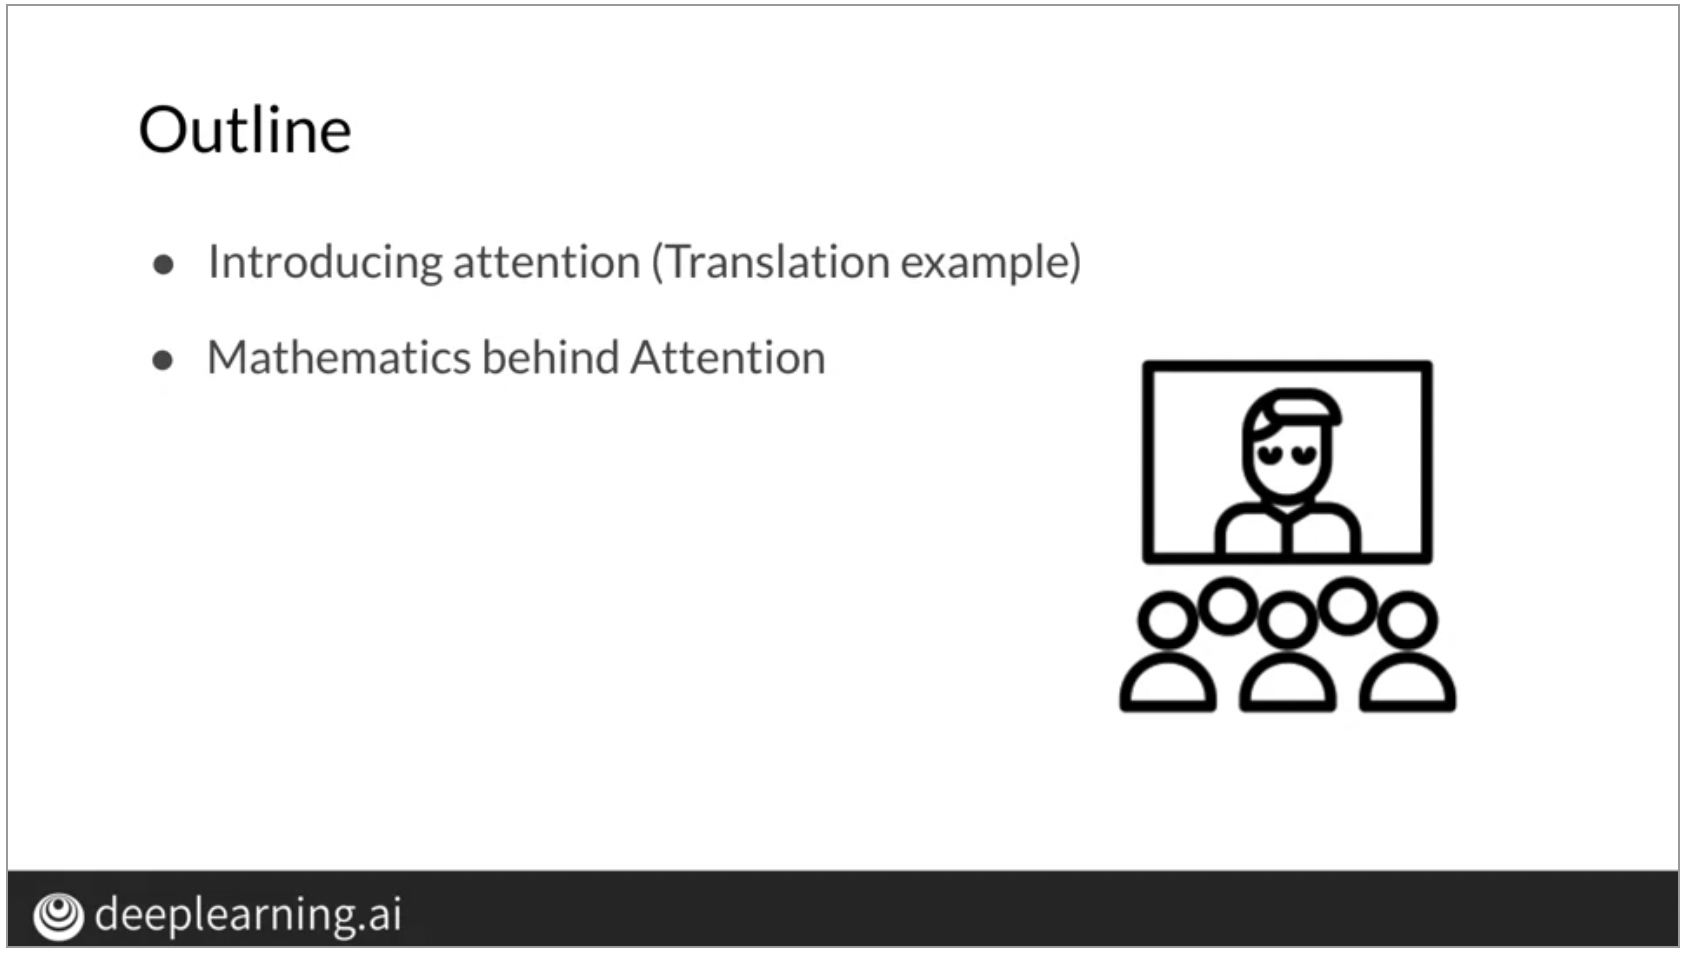 Outline
● Introducing attention (Translation example)
● Mathematics behind Attention
deeplearning.ai